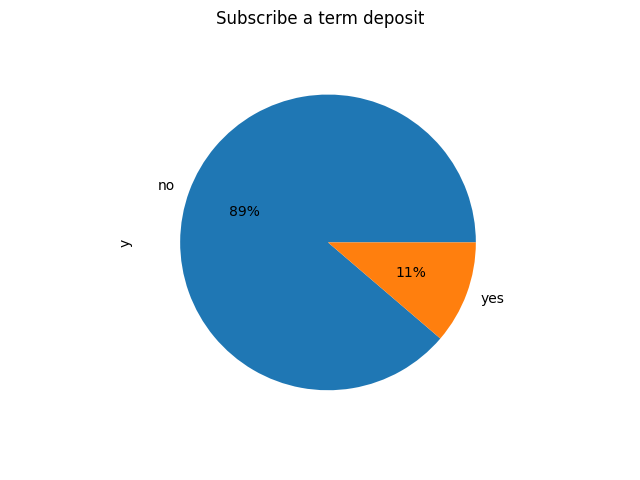 Subscribe a term deposit
no
89%
y
11%
yes